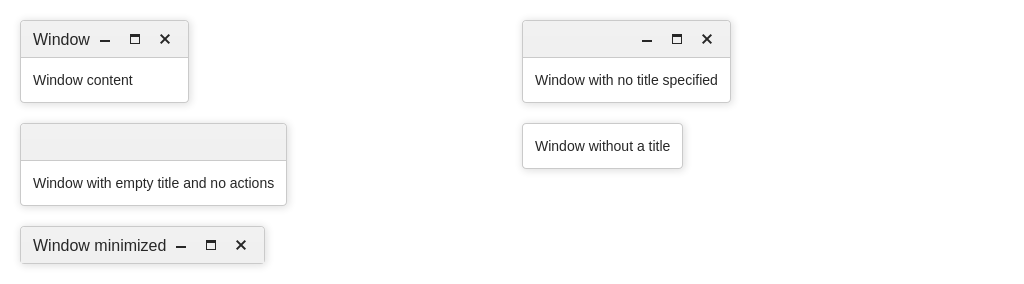 Window
Window content
Window with no title specified
Window with empty title and no actions
Window without a title
Window minimized